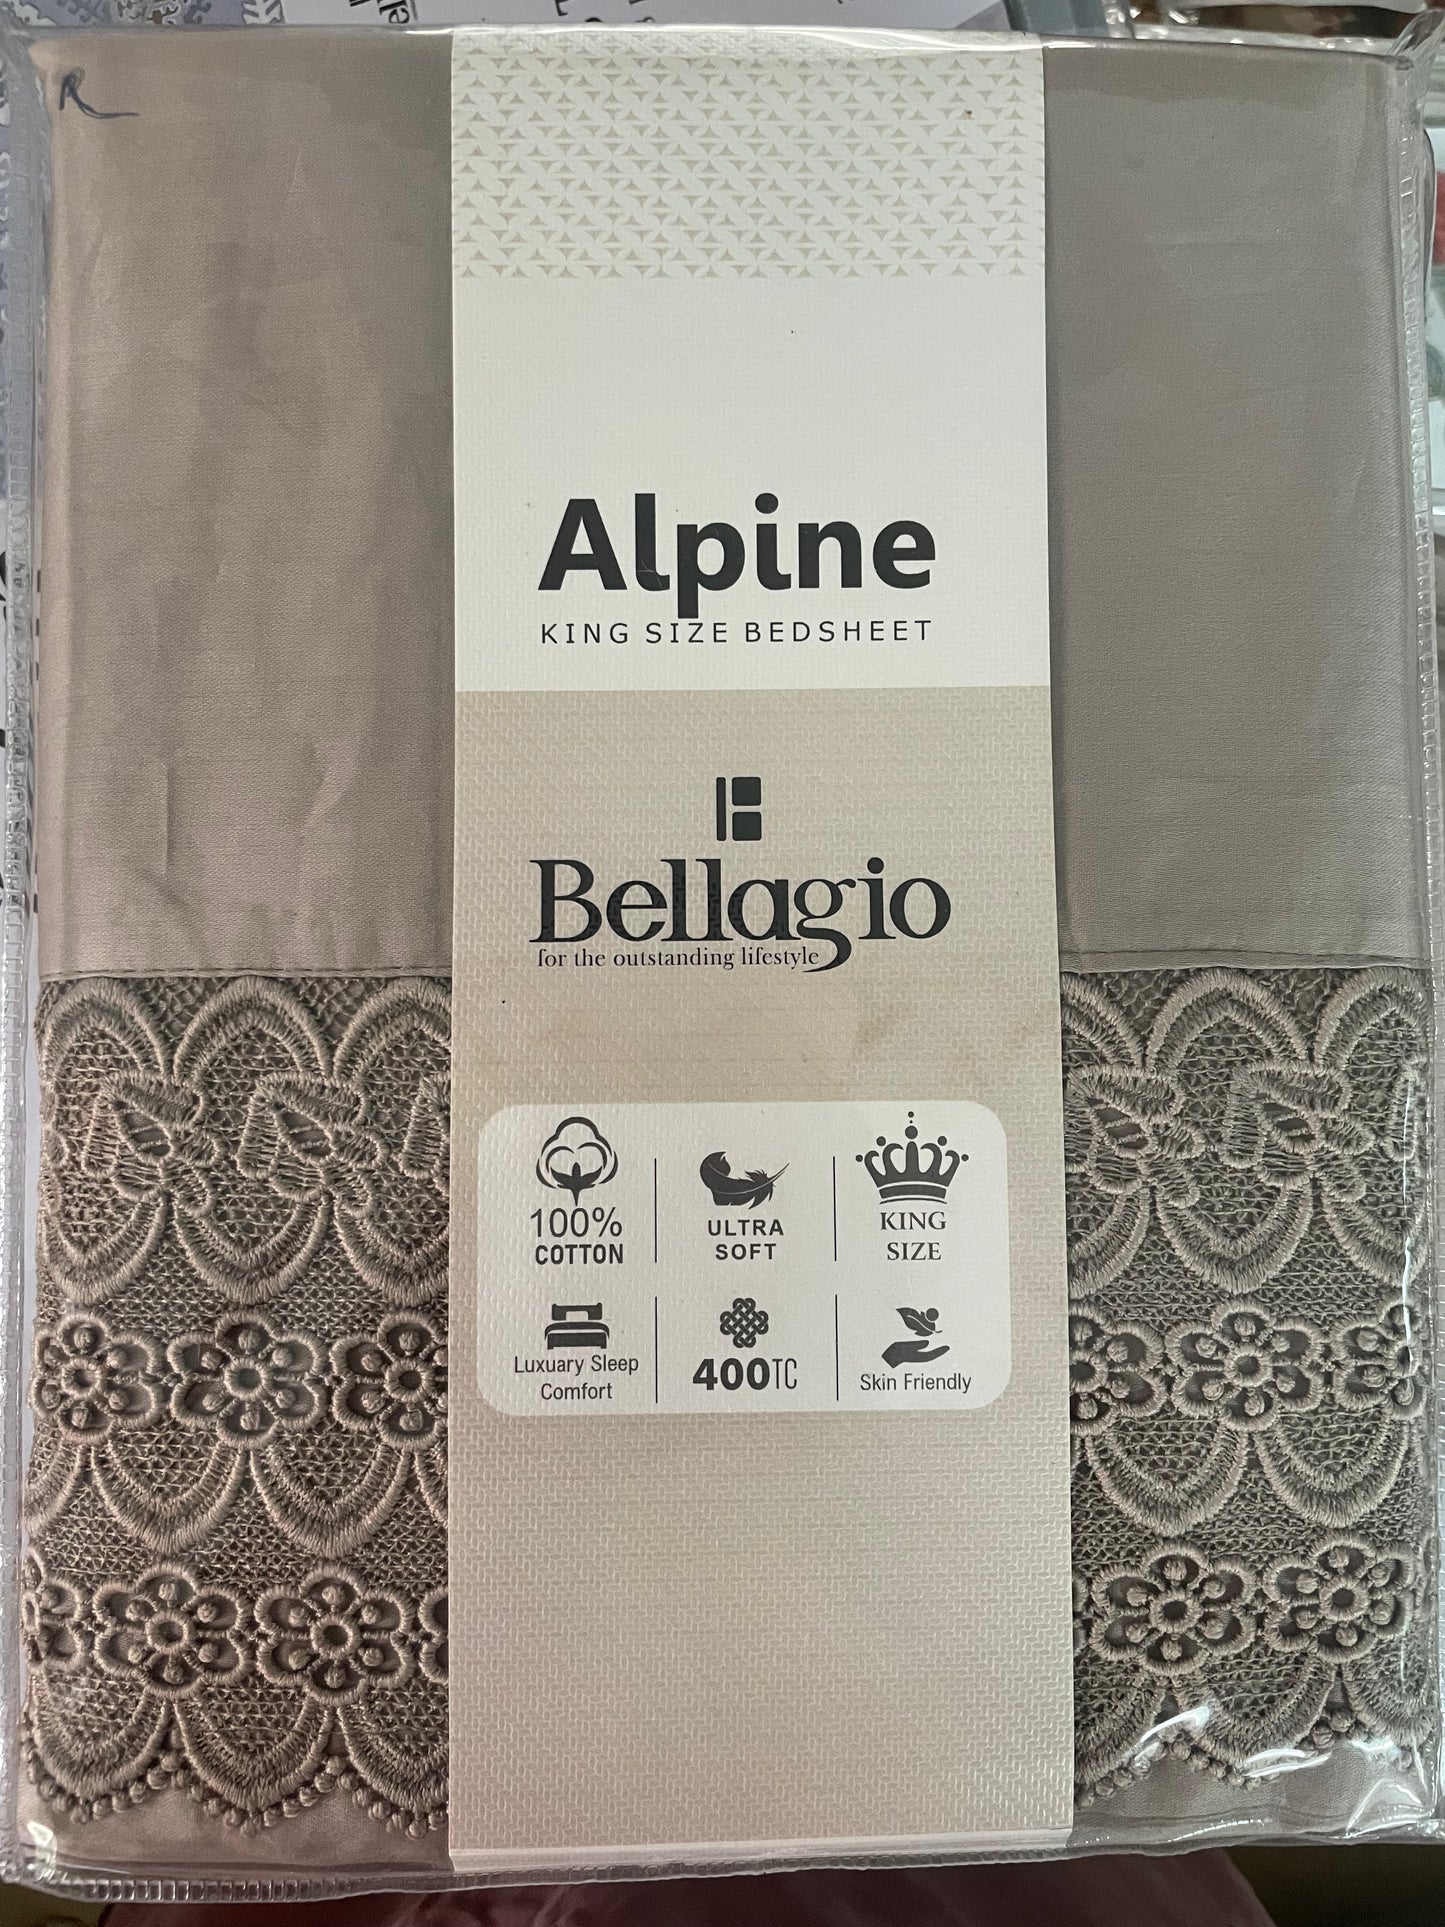 R
Alpine
KING SIZE BEDSHEET
Bellagio
for the outstanding lifestyle
100%
COTTON
ULTRA
SOFT
KING
SIZE
Luxuary Sleep
Comfort
400TC
Skin Friendly